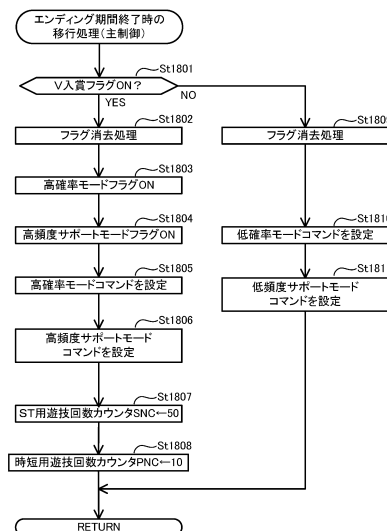 エンディング期間終了時の
移行処理(主制御)
St1801
V入賞フラグON?
YES
NO
St1802
フラグ消去処理
St1803
高確率モードフラグON
St1804
高頻度サポートモードフラグON
St1805
高確率モードコマンドを設定
St1806
高頻度サポートモード
コマンドを設定
St1807
ST用遊技回数カウンタSNC←50
St1808
時短用遊技回数カウンタPNC←10
St1809
フラグ消去処理
St1810
低確率モードコマンドを設定
St181
低頻度サポートモード
コマンドを設定
RETURN